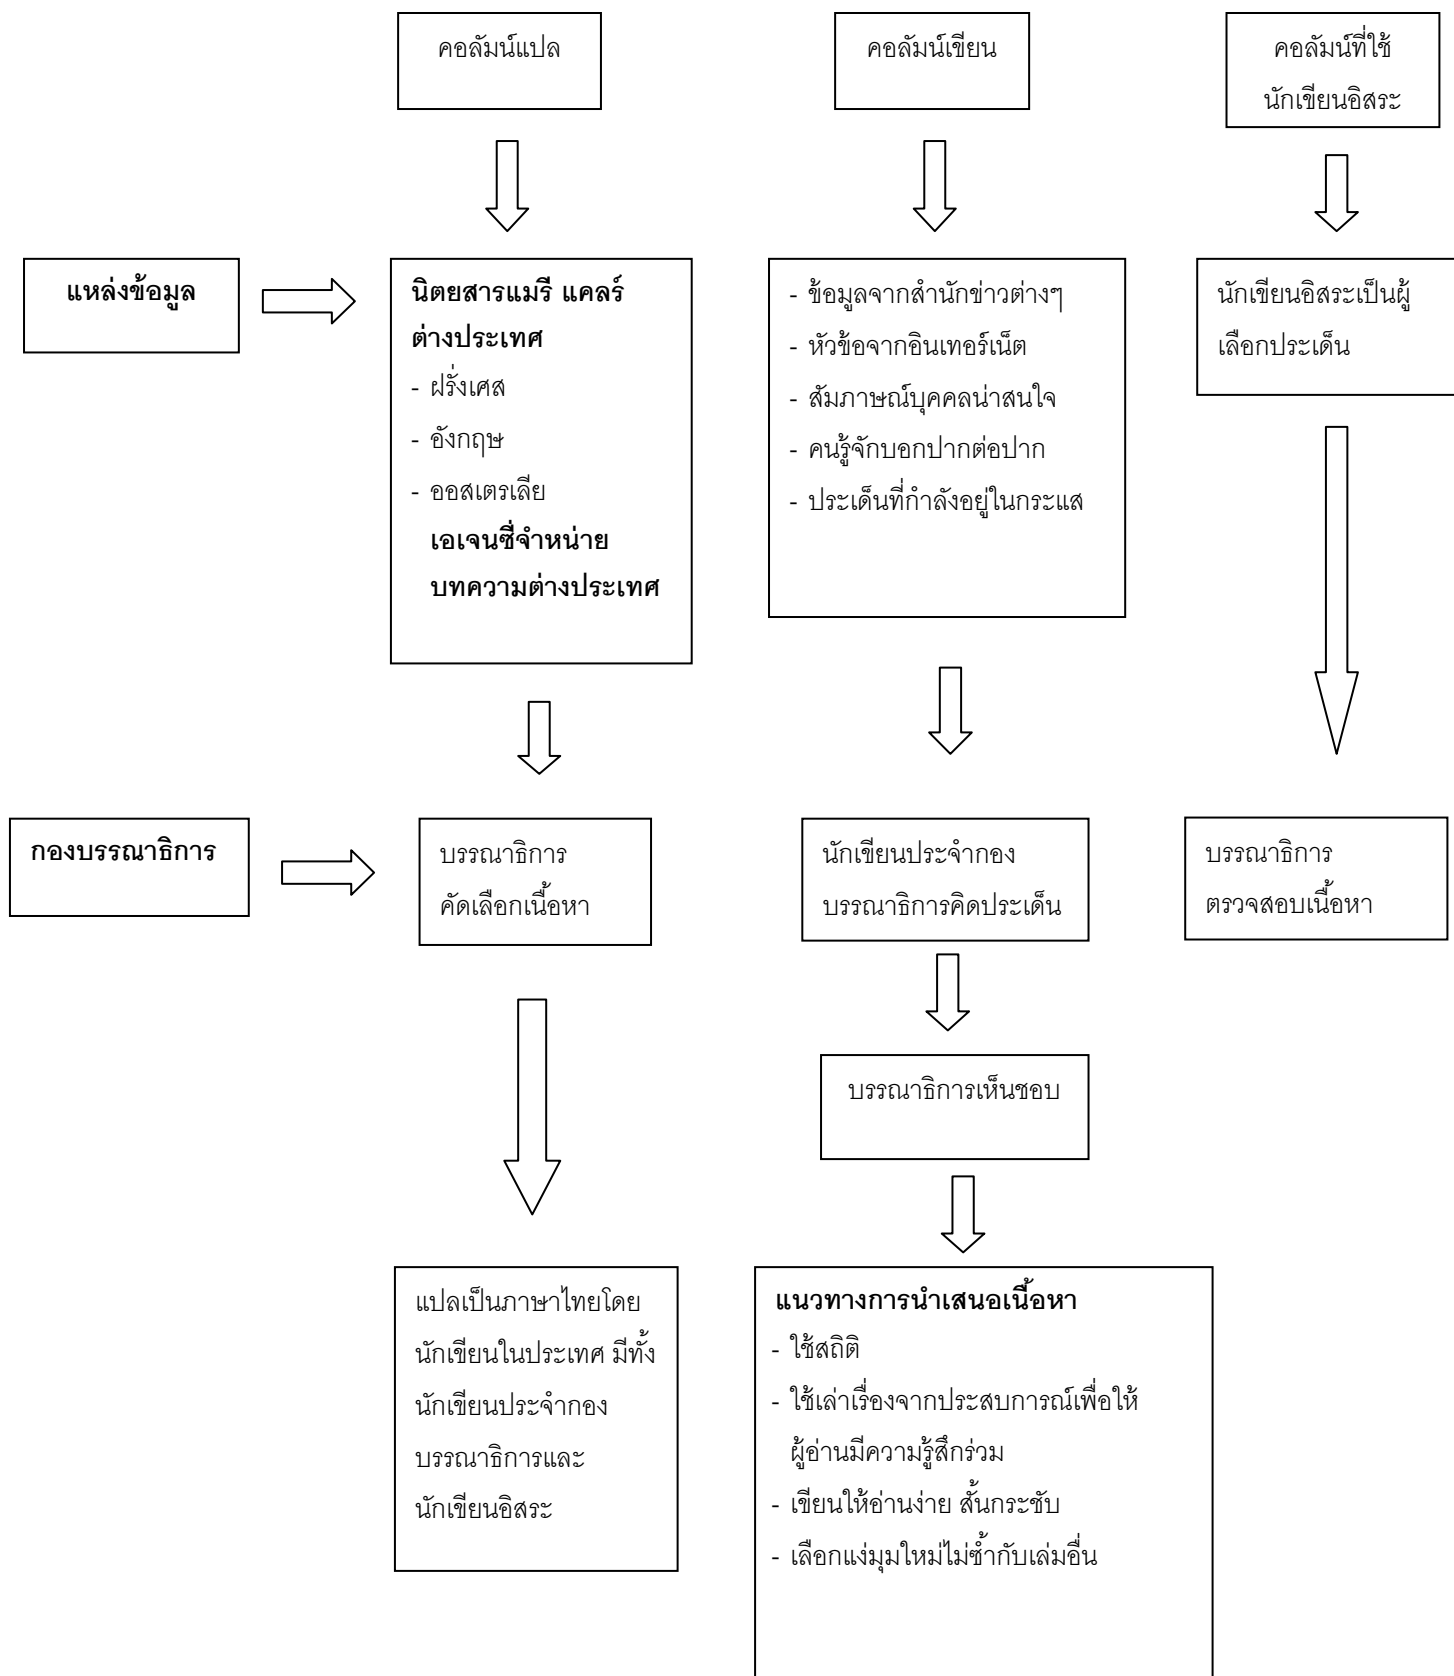 คอลัมน์แปล
คอลัมน์เขียน
คอลัมน์ที่ใช้
นักเขียนอิสระ
แหล่งข้อมูล
นิตยสารแมรี แคลร์
ต่างประเทศ
- ฝรั่งเศส
- อังกฤษ
- ออสเตรเลีย
เอเจนซี่จำหน่าย
บทความต่างประเทศ
- ข้อมูลจากสำนักข่าวต่างๆ
- หัวข้อจากอินเทอร์เน็ต
- สัมภาษณ์บุคคลน่าสนใจ
- คนรู้จักบอกปากต่อปาก
- ประเด็นที่กำลังอยู่ในกระแส
นักเขียนอิสระเป็นผู้
เลือกประเด็น
กองบรรณาธิการ
บรรณาธิการ
คัดเลือกเนื้อหา
นักเขียนประจำกอง
บรรณาธิการคิดประเด็น
บรรณาธิการ
ตรวจสอบเนื้อหา
บรรณาธิการเห็นชอบ
แปลเป็นภาษาไทยโดย
นักเขียนในประเทศ มีทั้ง
นักเขียนประจำกอง
บรรณาธิการและ
นักเขียนอิสระ
แนวทางการนำเสนอเนื้อหา
- ใช้สถิติ
- ใช้เล่าเรื่องจากประสบการณ์เพื่อให้
ผู้อ่านมีความรู้สึกร่วม
- เขียนให้อ่านง่าย สั้นกระชับ
- เลือกแง่มุมใหม่ไม่ซ้ำกับเล่มอื่น